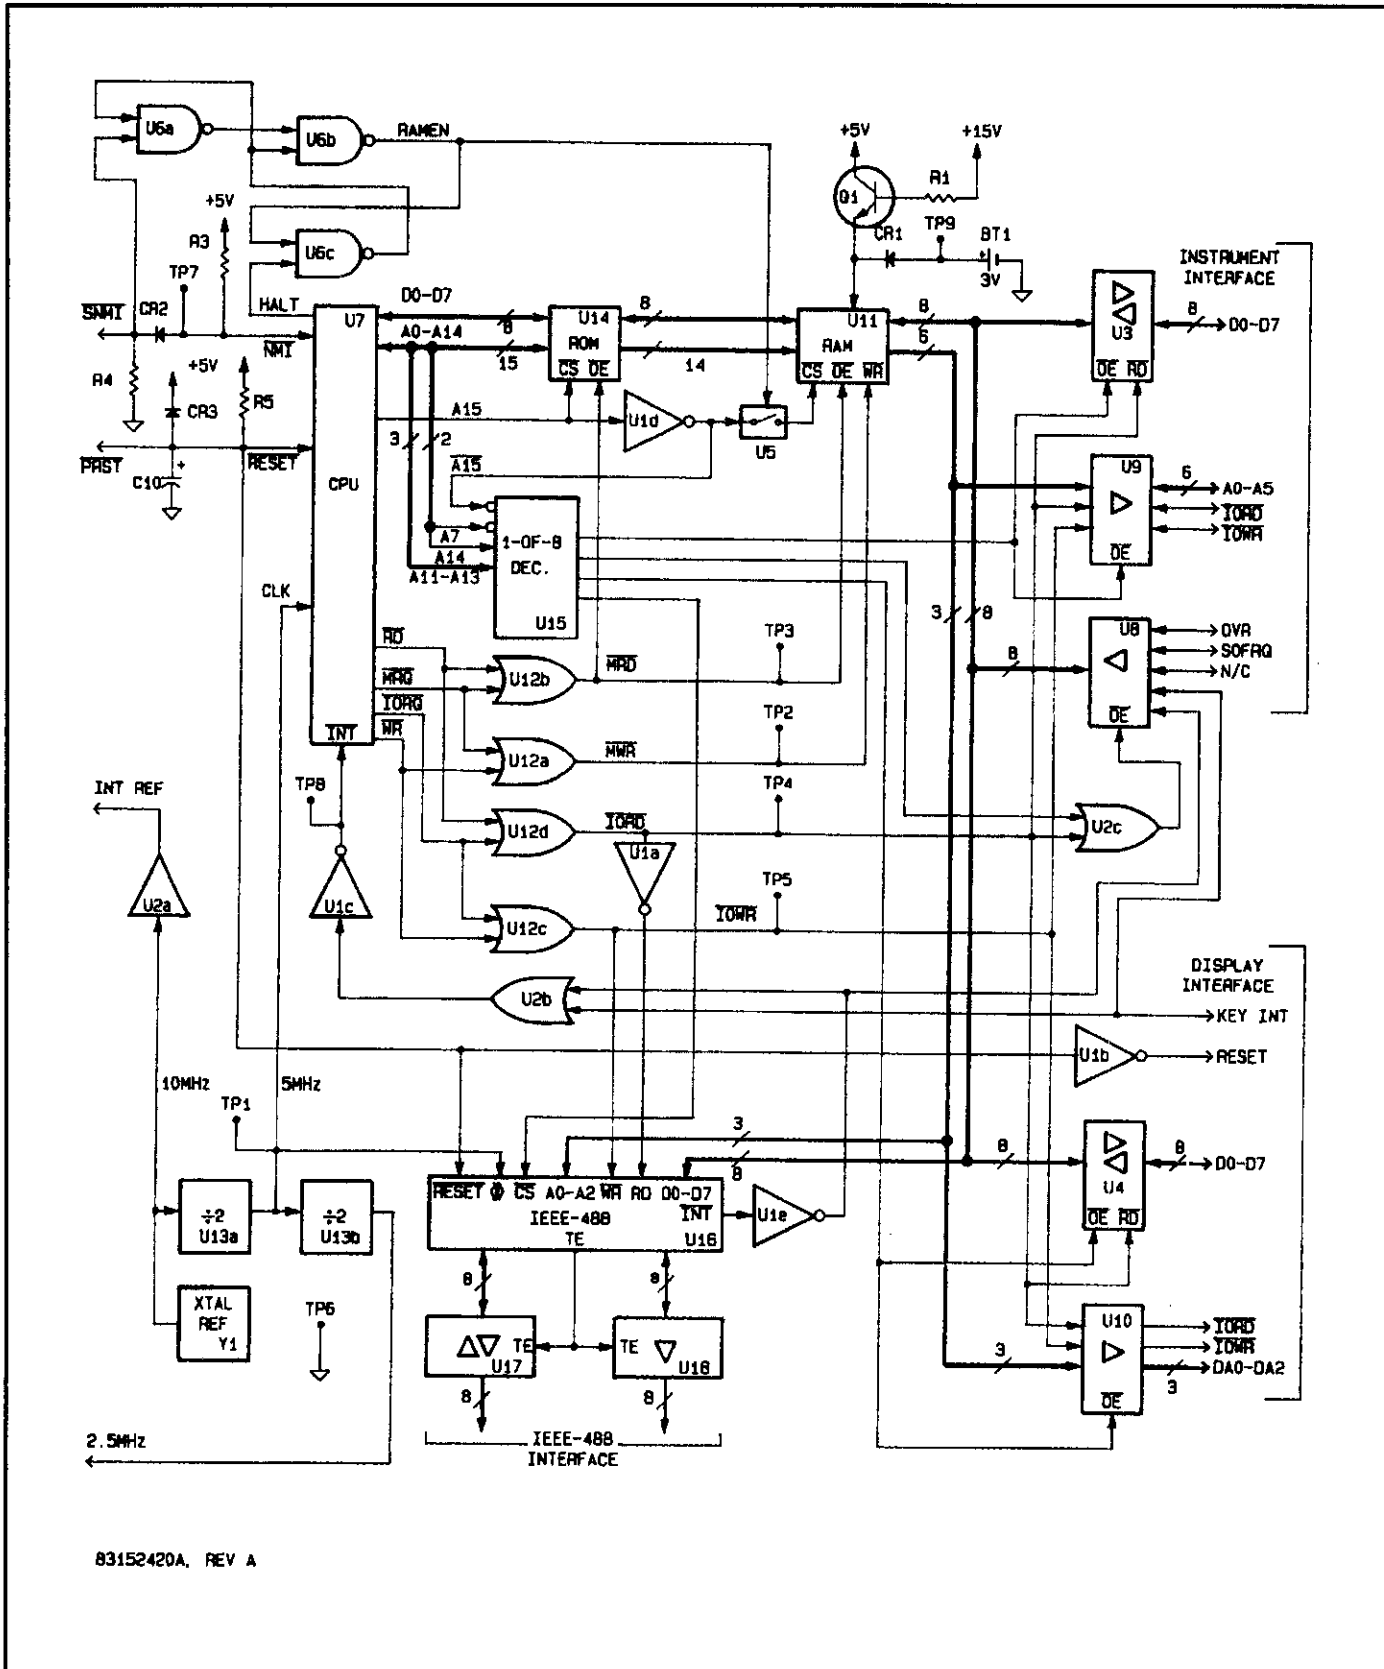 U6a
U6b
RAMEN
+5V
+15V
R1
Q1
+5V
R3
TP7
U6c
CR1
TP9
BT1
3V
INSTRUMENT
INTERFACE
HALT
U7
D0-D7
8
U14
ROM
8
U11
RAM
8
6
U3
8
D0-D7
SNMI
CR2
NMI
A0-A14
15
14
CS OE
CS OE WR
OE RD
R4
+5V
CR3
R5
A15
U1d
U5
PRST
RESET
C10
CPU
3
2
A15
U9
6
A0-A5
IORD
IOWR
OE
A7
A14
A11-A13
1-OF-8
DEC.
U15
CLK
3
8
U8
OVR
SOFRQ
N/C
OE
8
RD
MRQ
IORQ
WR
U12b
MRD
TP3
INT
U12a
MWR
TP2
INT REF
TP8
U12d
IORD
TP4
U1a
U2c
U2a
U1c
U12c
IOWR
TP5
DISPLAY
INTERFACE
U2b
KEY INT
U1b
RESET
10MHz
5MHz
TP1
3
8
8
8
D0-D7
U4
OE RD
RESET Φ CS A0-A2 WR RD D0-D7
IEEE-488
INT
TE
U16
U1e
÷2
U13a
÷2
U13b
8
8
XTAL
REF
Y1
TP6
TE
U17
TE
U18
U10
IORD
IOWR
DA0-DA2
3
3
OE
8
8
2.5MHz
IEEE-488
INTERFACE
83152420A, REV A